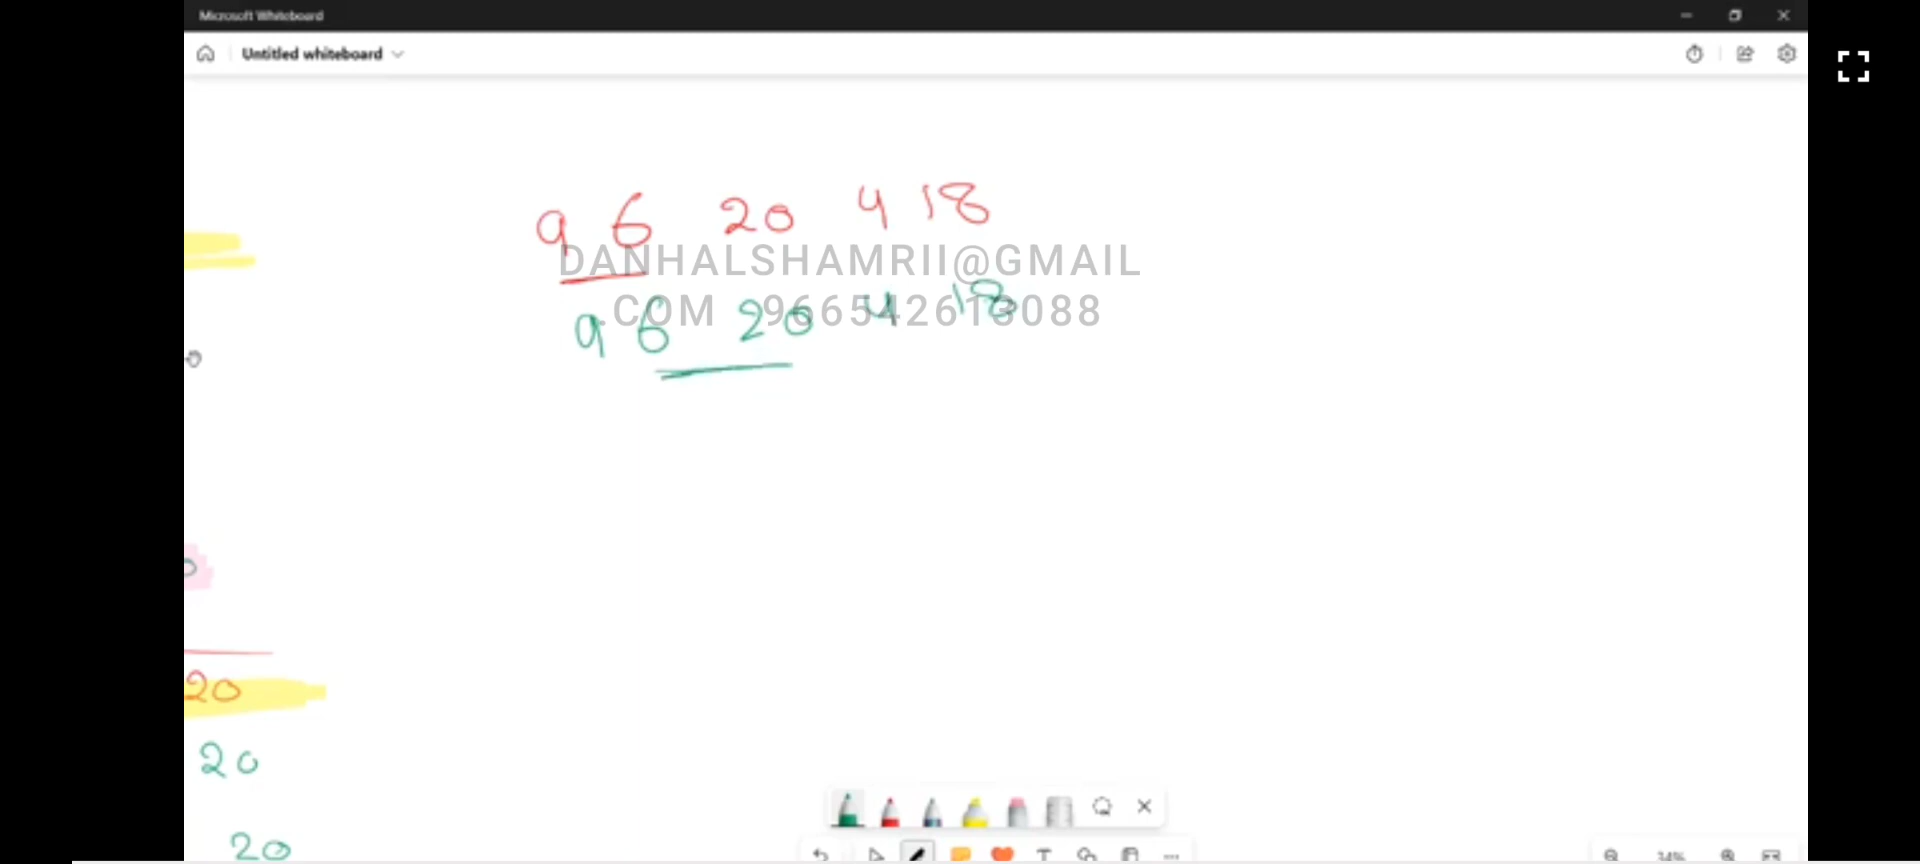 Microsoft Whiteboard
Untitled whiteboard
9 6 20 4 18
DANHALSHAMRII@GMAIL
.COM 966542613088
9 6 20 4 18
20
20
20
34%